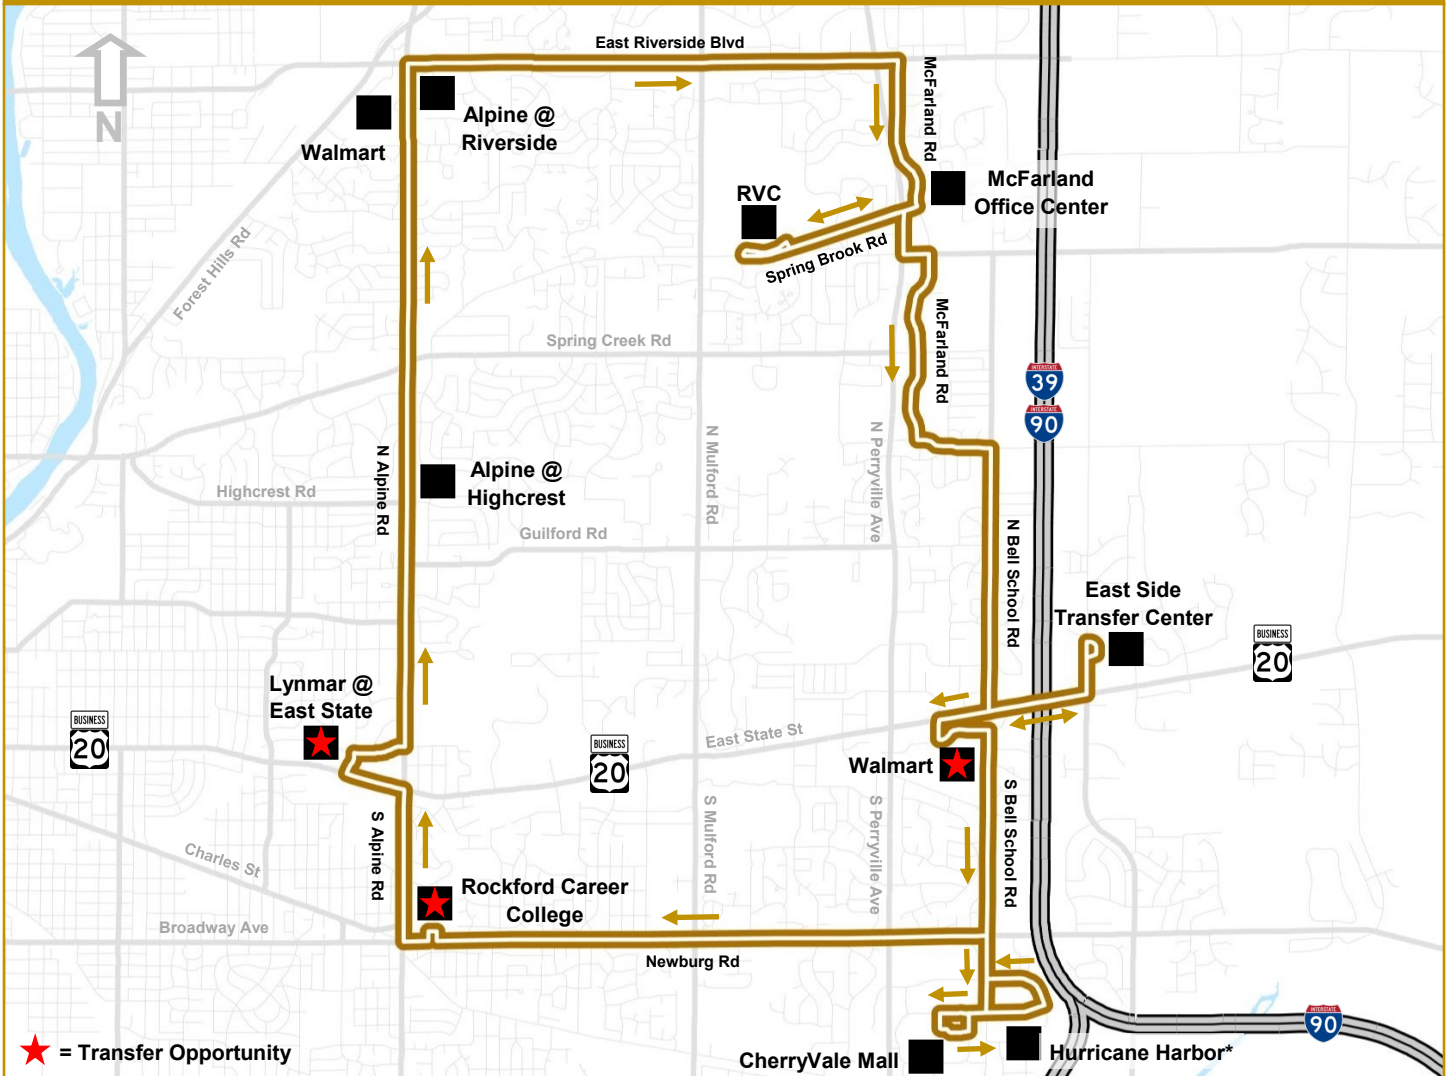 East Riverside Blvd
McFarland Rd
N
Alpine @
Riverside
Walmart
McFarland
Office Center
RVC
Spring Brook Rd
Forest Hills Rd
McFarland Rd
Spring Creek Rd
INTERSTATE
39
INTERSTATE
90
N Alpine Rd
N Mulford Rd
N Perryville Ave
Alpine @
Highcrest
Highcrest Rd
Guilford Rd
N Bell School Rd
East Side
Transfer Center
BUSINESS
20
Lynmar @
East State
BUSINESS
20
BUSINESS
20
East State St
Walmart
S Alpine Rd
S Mulford Rd
S Perryville Ave
S Bell School Rd
Charles St
Rockford Career
College
Broadway Ave
Newburg Rd
INTERSTATE
90
= Transfer Opportunity
CherryVale Mall
Hurricane Harbor*